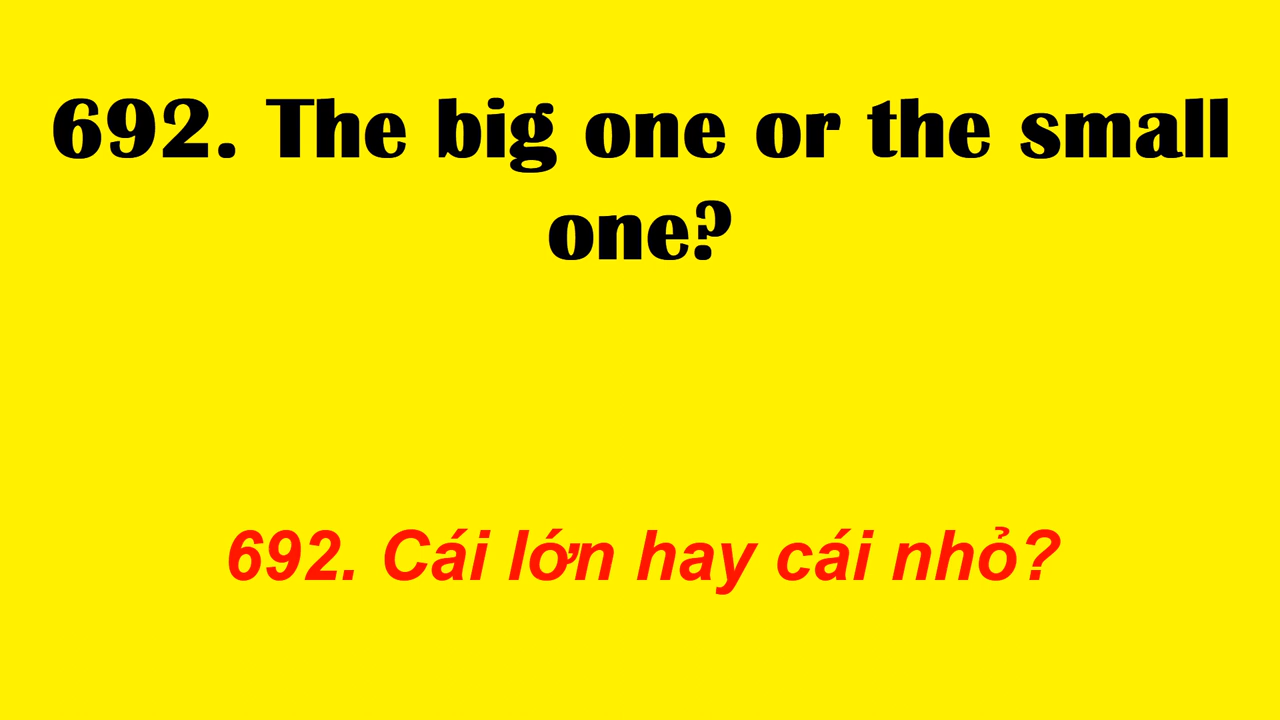 692. The big one or the small
one?
692. Cái lớn hay cái nhỏ?